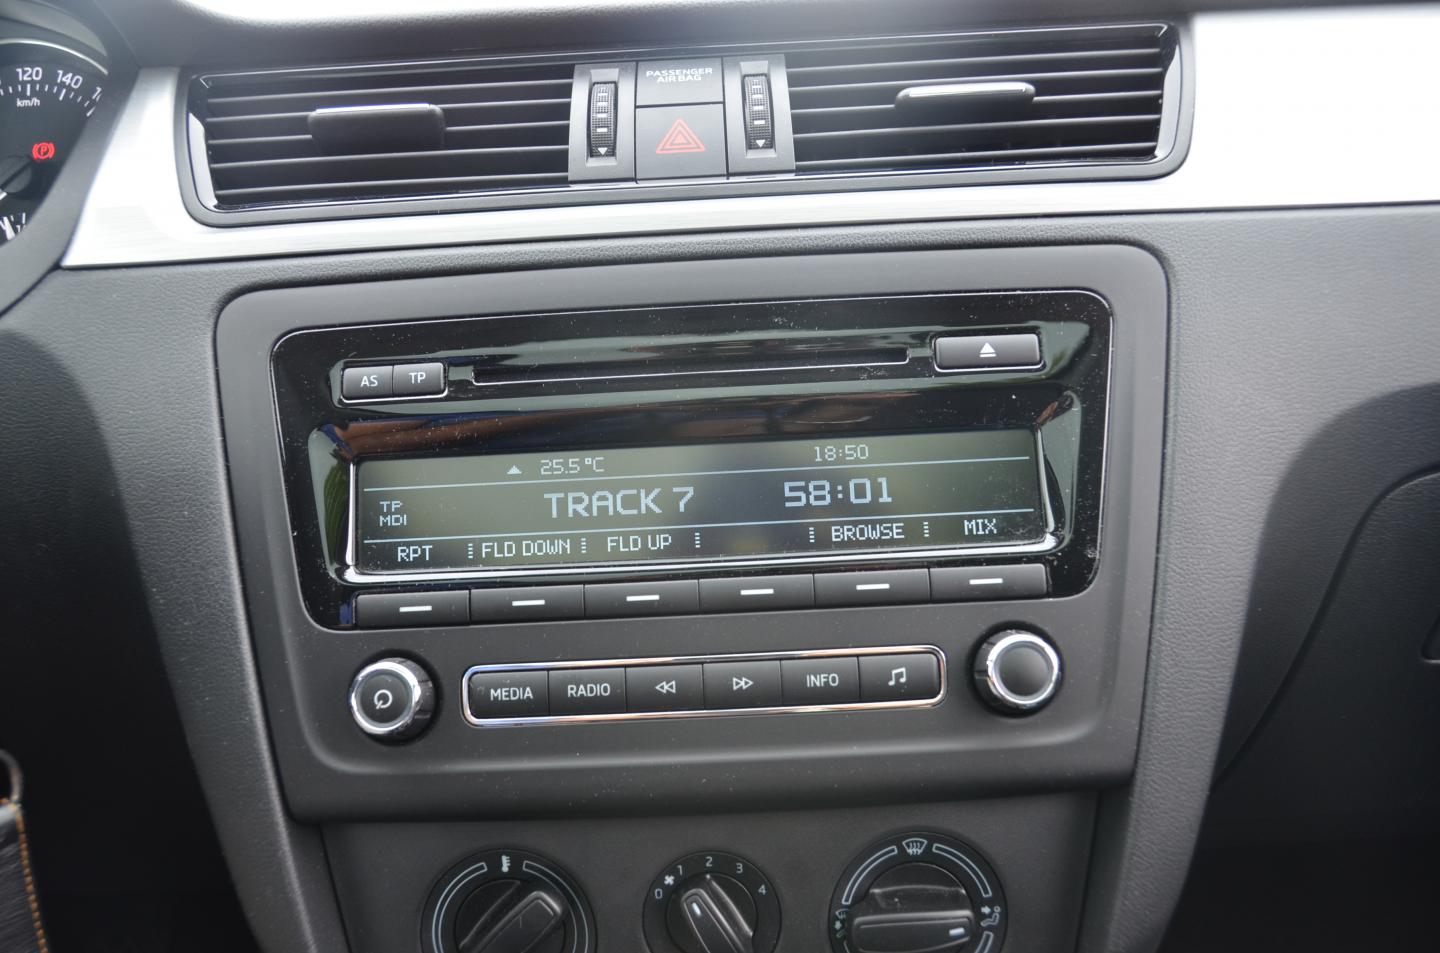 120 140
km/h
P
PASSENGER
AIR BAG
AS TP
25.5°C 18:50
TP
MDI
TRACK 7 58:01
RPT FLD DOWN FLD UP BROWSE MIX
MEDIA RADIO INFO
0 1 2 3 4